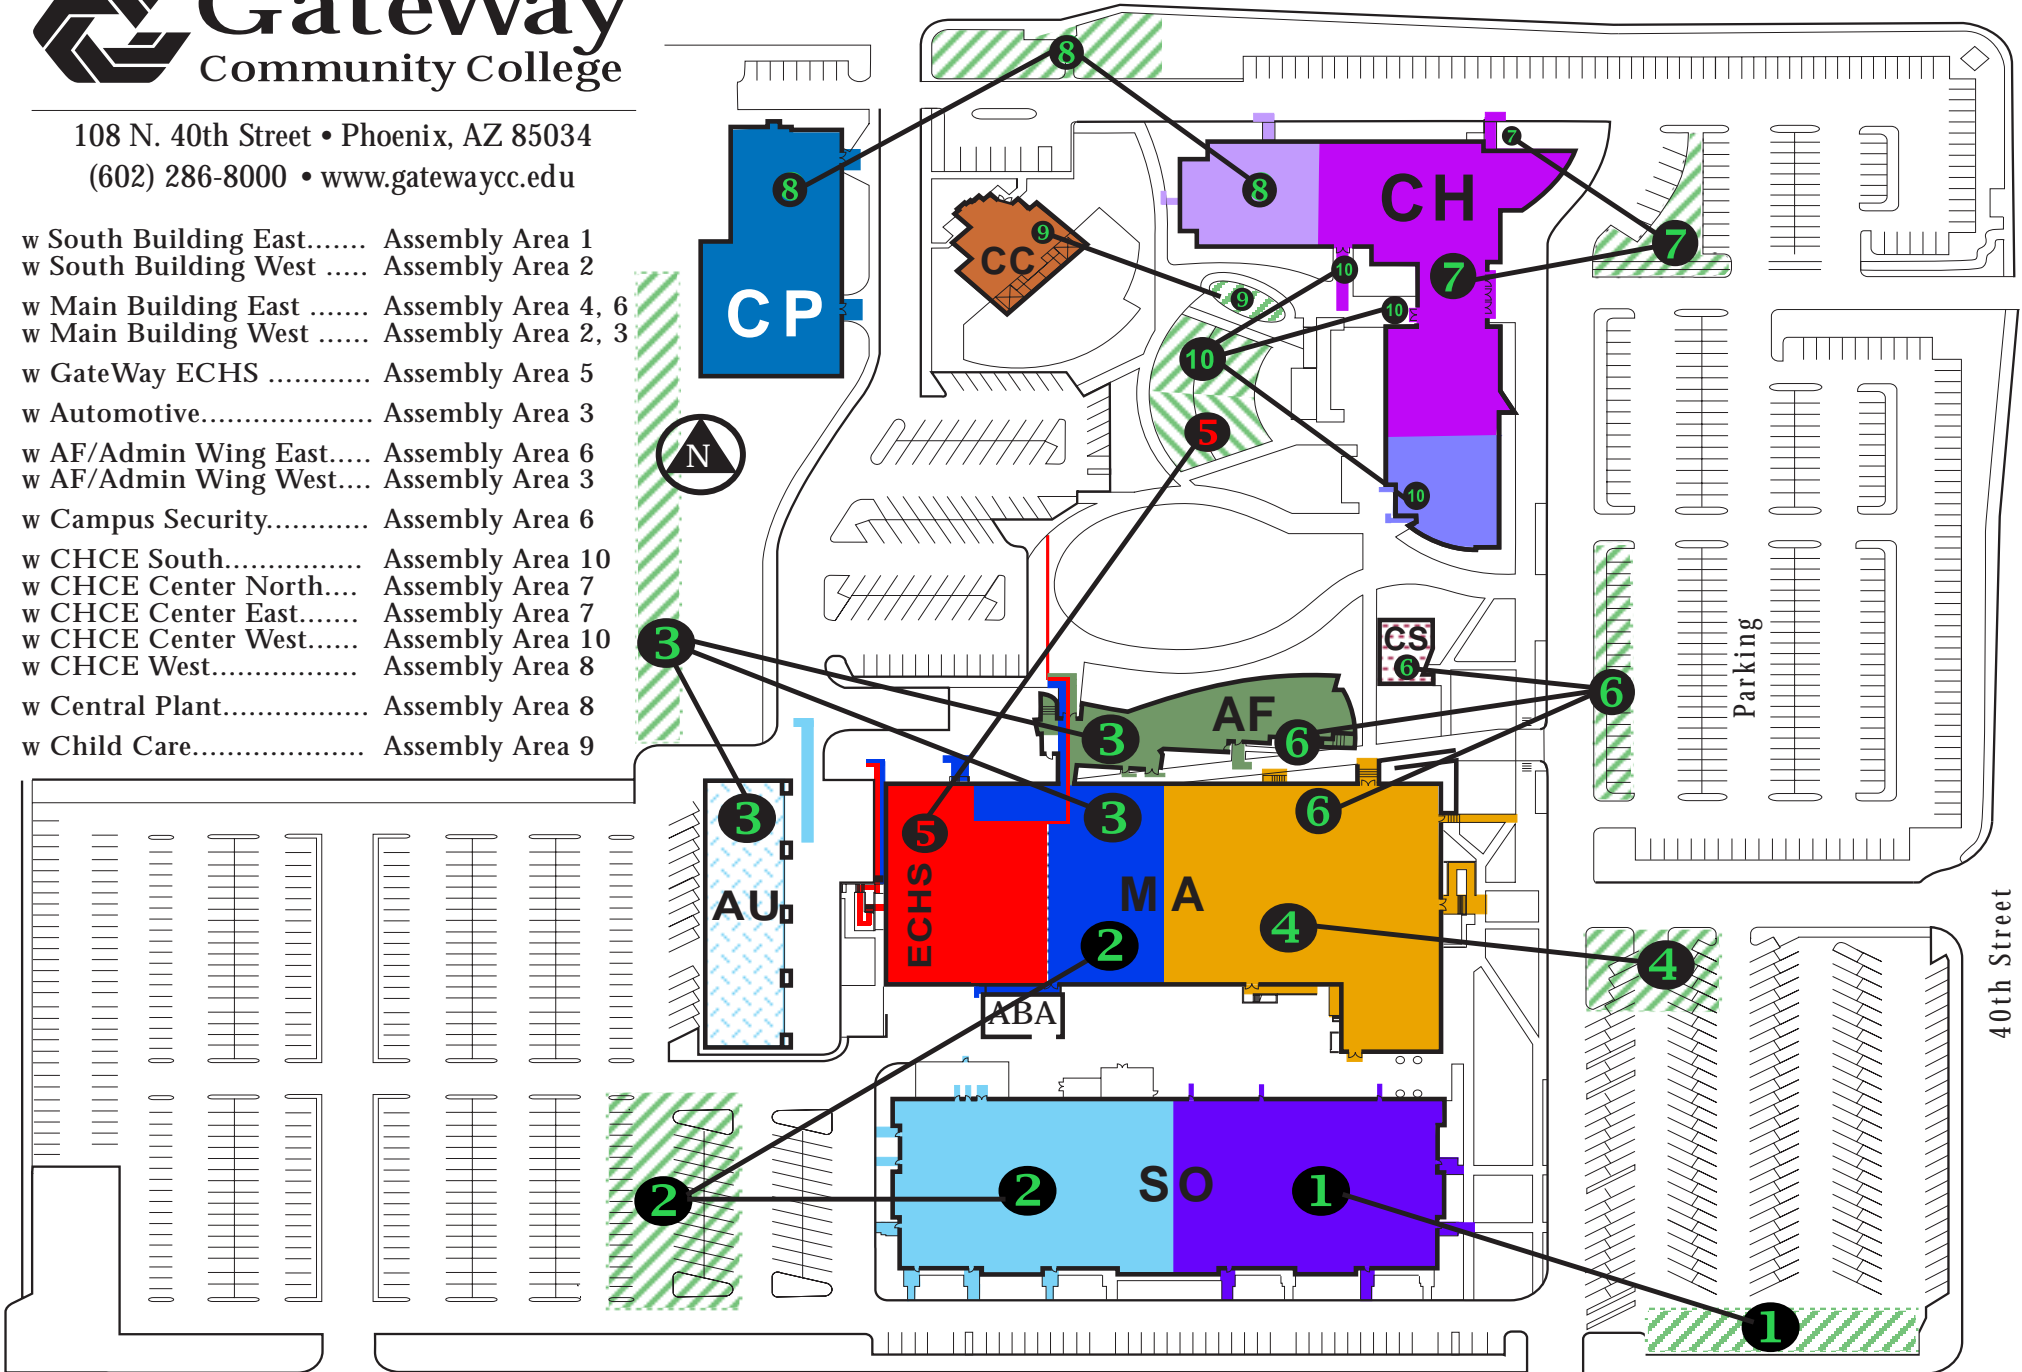 GateWay
Community College
108 N. 40th Street • Phoenix, AZ 85034
(602) 286-8000 • www.gatewaycc.edu
w South Building East....... Assembly Area 1
w South Building West ..... Assembly Area 2
w Main Building East ....... Assembly Area 4, 6
w Main Building West ...... Assembly Area 2, 3
w GateWay ECHS ............ Assembly Area 5
w Automotive.................... Assembly Area 3
w AF/Admin Wing East..... Assembly Area 6
w AF/Admin Wing West.... Assembly Area 3
w Campus Security............ Assembly Area 6
w CHCE South................ Assembly Area 10
w CHCE Center North.... Assembly Area 7
w CHCE Center East....... Assembly Area 7
w CHCE Center West...... Assembly Area 10
w CHCE West................. Assembly Area 8
w Central Plant................. Assembly Area 8
w Child Care.................... Assembly Area 9
8
8
8
CH
7
7
7
CP
CC
9
9
10
10
10
10
5
N
3
CS
6
6
Parking
AF
3
6
3
AU
5
ECHS
3
6
MA
2
4
4
ABA
40th Street
2
2
SO
1
1